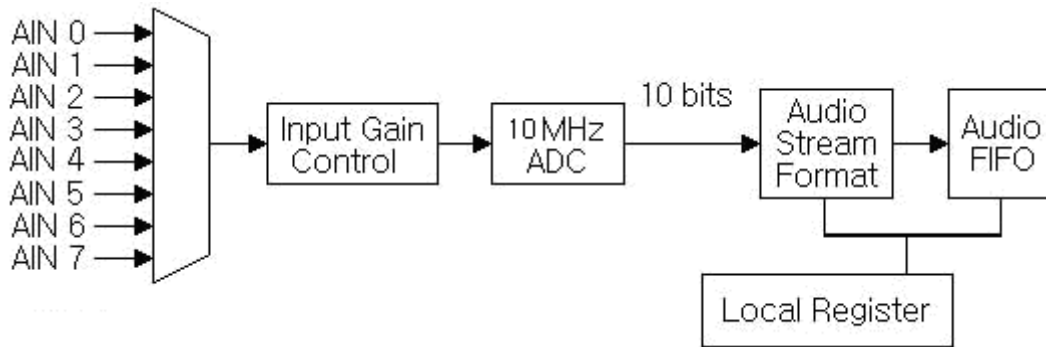 AIN 0
AIN 1
AIN 2
AIN 3
AIN 4
AIN 5
AIN 6
AIN 7
Input Gain
Control
10MHz
ADC
10 bits
Audio
Stream
Format
Audio
FIFO
Local Register